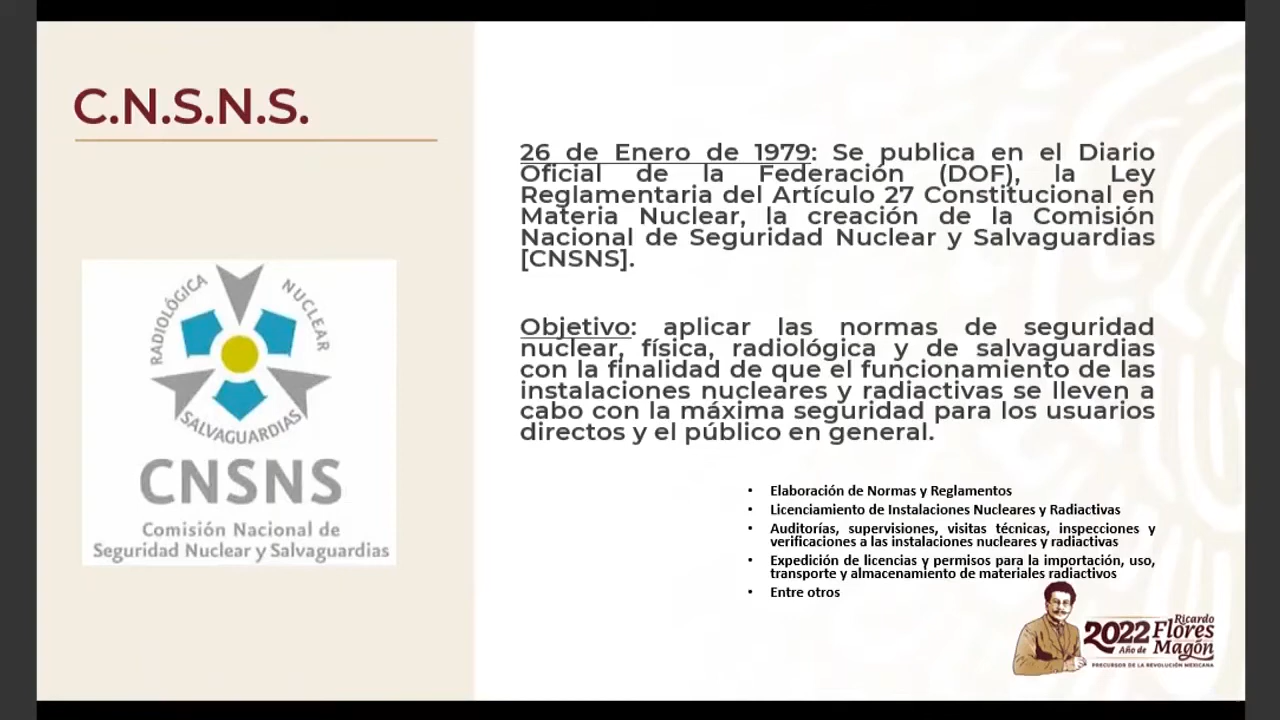 C.N.S.N.S.
RADIOLÓGICA
NUCLEAR
SALVAGUARDIAS
CNSNS
Comisión Nacional de
Seguridad Nuclear y Salvaguardias
26 de Enero de 1979: Se publica en el Diario
Oficial de la Federación (DOF), la Ley
Reglamentaria del Artículo 27 Constitucional en
Materia Nuclear, la creación de la Comisión
Nacional de Seguridad Nuclear y Salvaguardias
[CNSNS].
Objetivo: aplicar las normas de seguridad
nuclear, física, radiológica y de salvaguardias
con la finalidad de que el funcionamiento de las
instalaciones nucleares y radiactivas se lleven a
cabo con la máxima seguridad para los usuarios
directos y el público en general.
• Elaboración de Normas y Reglamentos
• Licenciamiento de Instalaciones Nucleares y Radiactivas
• Auditorías, supervisiones, visitas técnicas, inspecciones y
verificaciones a las instalaciones nucleares y radiactivas
• Expedición de licencias y permisos para la importación, uso,
transporte y almacenamiento de materiales radiactivos
• Entre otros
2022
Año de
Ricardo
Flores
Magón
PRECURSOR DE LA REVOLUCIÓN MEXICANA